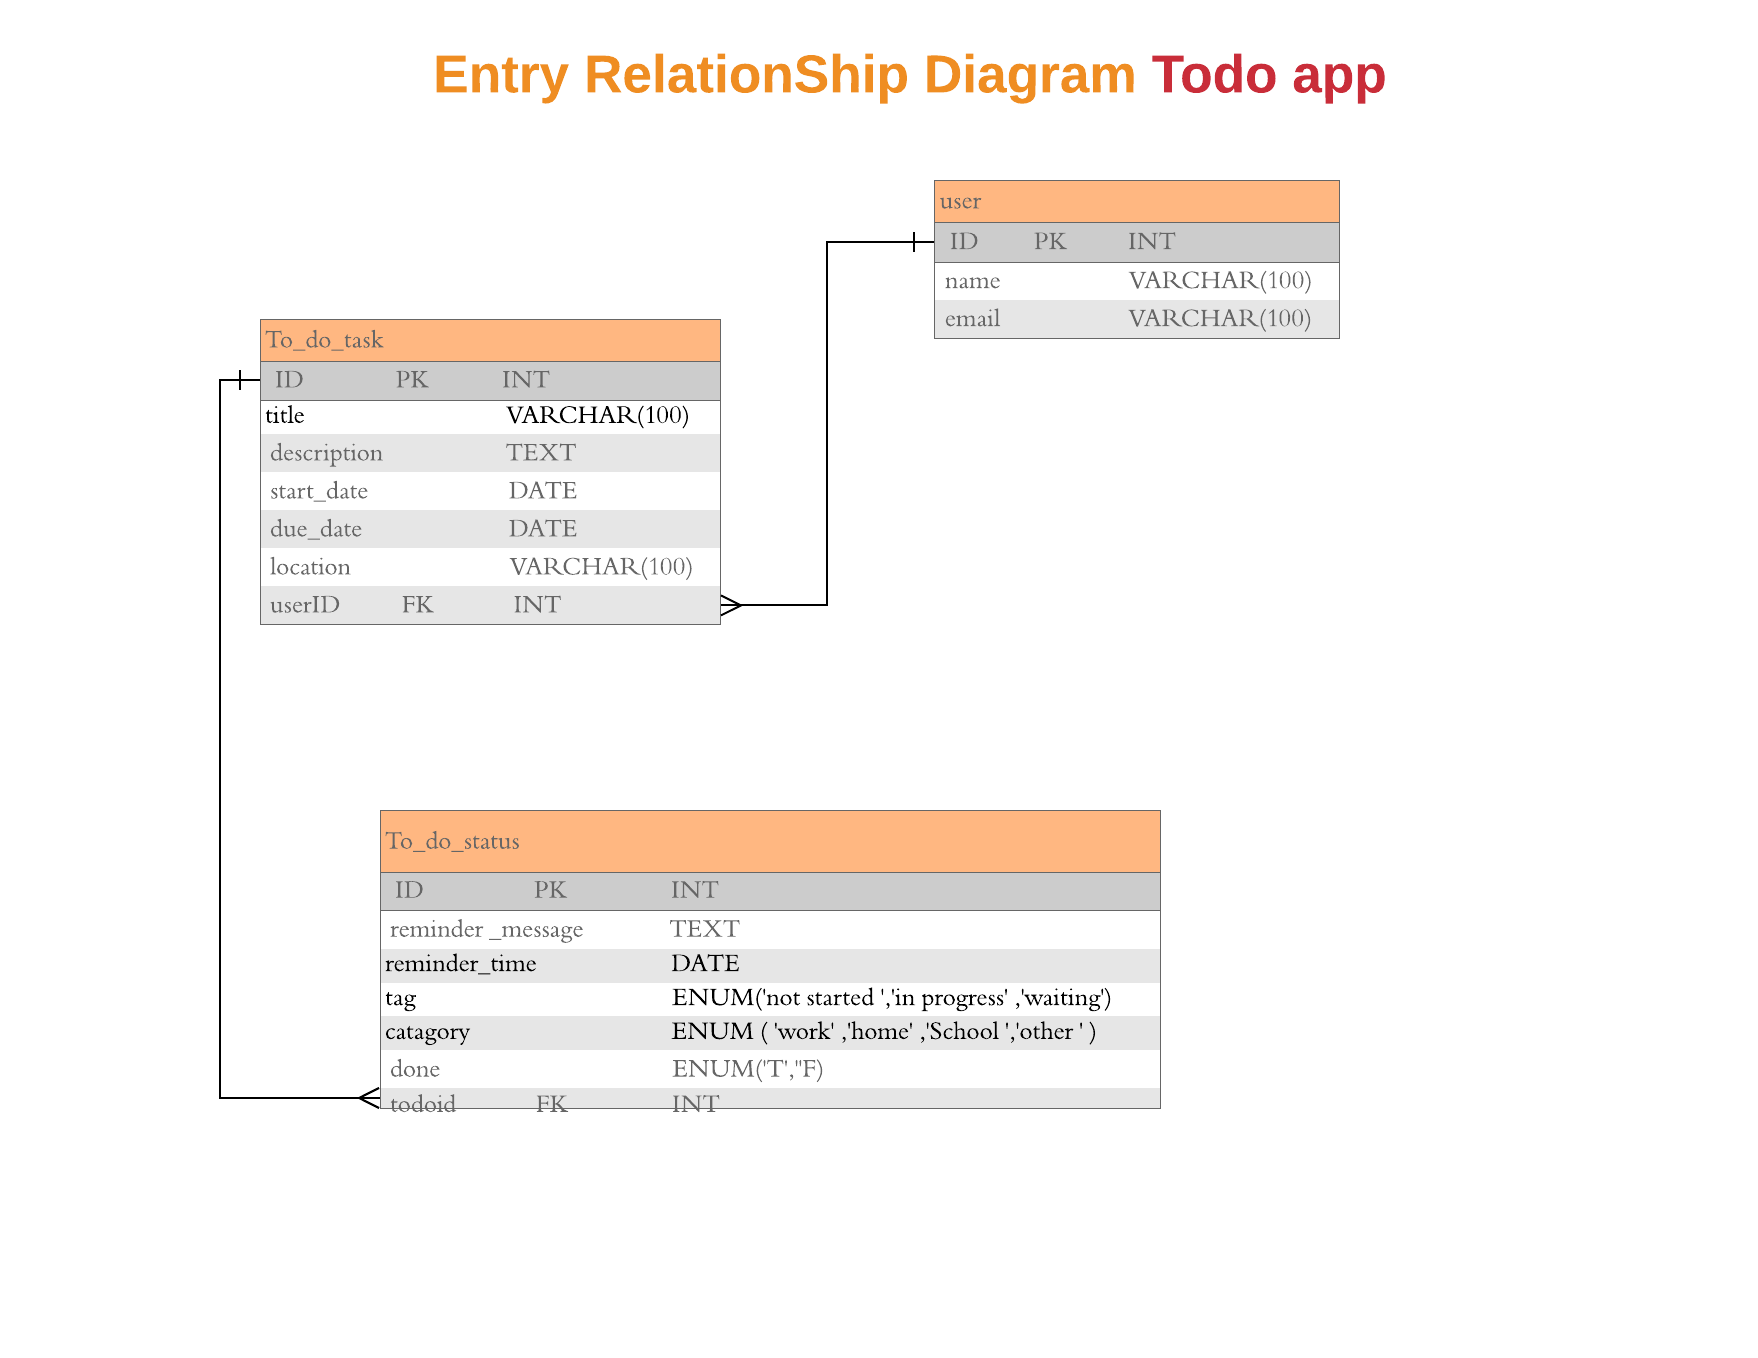 Entry RelationShip Diagram Todo app
user
ID PK INT
name VARCHAR(100)
email VARCHAR(100)
To_do_task
ID PK INT
title VARCHAR(100)
description TEXT
start_date DATE
due_date DATE
location VARCHAR(100)
userID FK INT
To_do_status
ID PK INT
reminder _message TEXT
reminder_time DATE
tag ENUM('not started ','in progress' ,'waiting')
catagory ENUM ( 'work' ,'home' ,'School ','other ' )
done ENUM('T',''F)
todoid FK INT